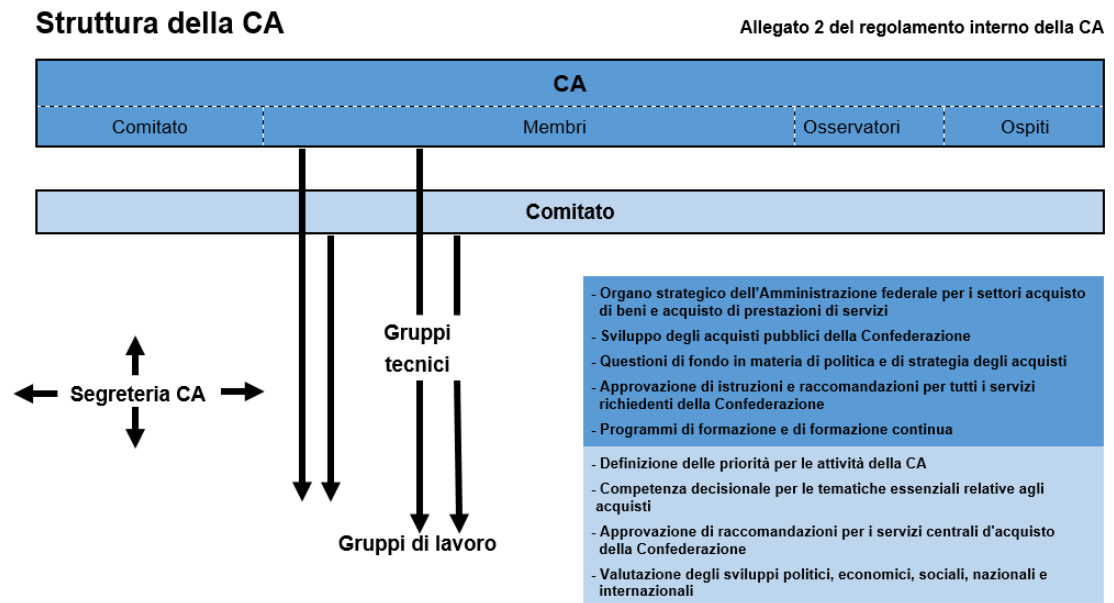 Struttura della CA
Allegato 2 del regolamento interno della CA
CA
Comitato
Membri
Osservatori
Ospiti
Comitato
Gruppi
tecnici
Segreteria CA
Gruppi di lavoro
- Organo strategico dell'Amministrazione federale per i settori acquisto
di beni e acquisto di prestazioni di servizi
- Sviluppo degli acquisti pubblici della Confederazione
- Questioni di fondo in materia di politica e di strategia degli acquisti
- Approvazione di istruzioni e raccomandazioni per tutti i servizi
richiedenti della Confederazione
- Programmi di formazione e di formazione continua
- Definizione delle priorità per le attività della CA
- Competenza decisionale per le tematiche essenziali relative agli
acquisti
- Approvazione di raccomandazioni per i servizi centrali d'acquisto
della Confederazione
- Valutazione degli sviluppi politici, economici, sociali, nazionali e
internazionali